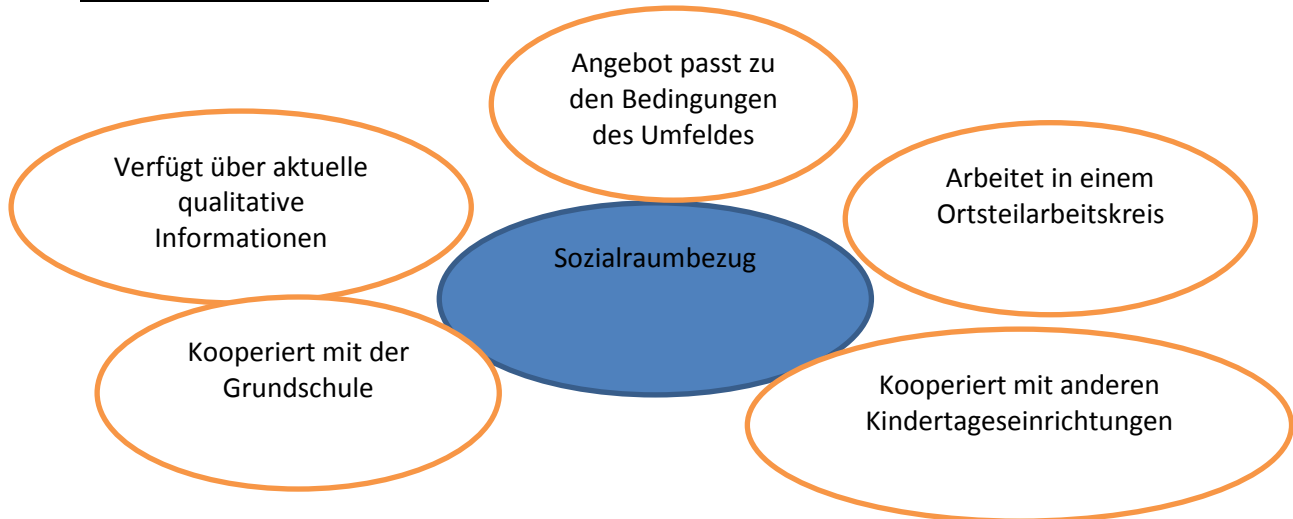 Angebot passt zu
den Bedingungen
des Umfeldes
Verfügt über aktuelle
qualitative
Informationen
Arbeitet in einem
Ortsteilarbeitskreis
Sozialraumbezug
Kooperiert mit der
Grundschule
Kooperiert mit anderen
Kindertageseinrichtungen